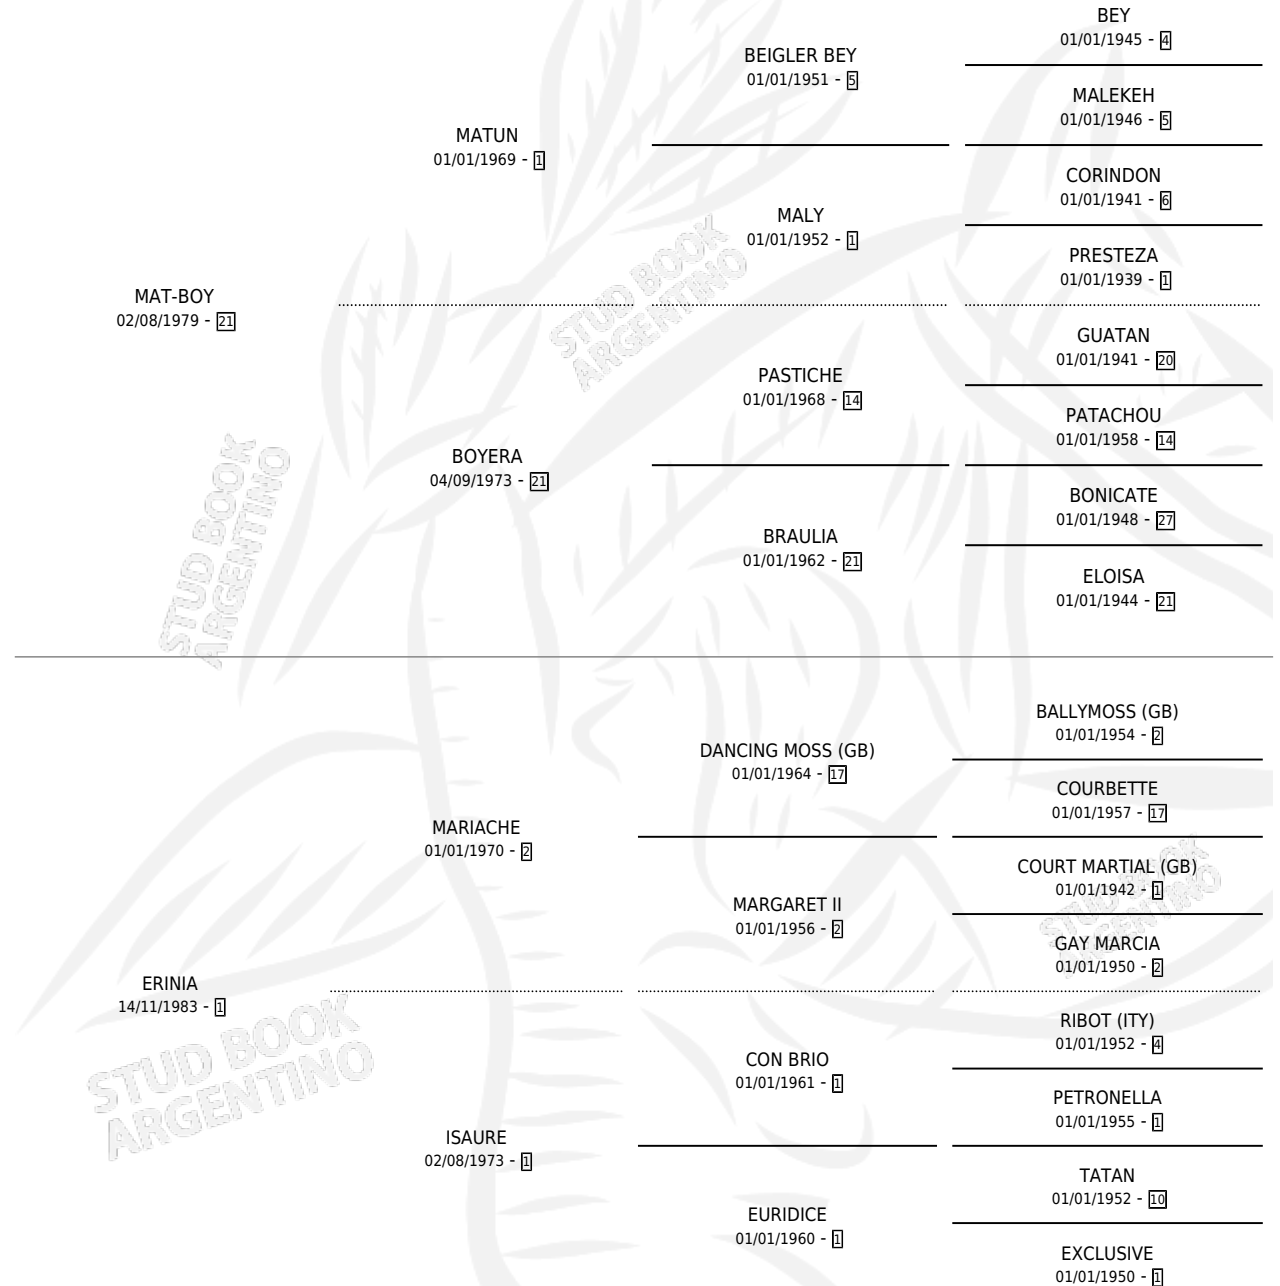 BEY
01/01/1945 - 4
BEIGLER BEY
01/01/1951 - 5
MALEKEH
01/01/1946 - 5
MATUN
01/01/1969 - 1
CORINDON
01/01/1941 - 6
MALY
01/01/1952 - 1
PRESTEZA
01/01/1939 - 1
MAT-BOY
02/08/1979 - 21
GUATAN
01/01/1941 - 20
PASTICHE
01/01/1968 - 14
PATACHOU
01/01/1958 - 14
BOYERA
04/09/1973 - 21
BONICATE
01/01/1948 - 27
BRAULIA
01/01/1962 - 21
ELOISA
01/01/1944 - 21
BALLYMOSS (GB)
01/01/1954 - 2
DANCING MOSS (GB)
01/01/1964 - 17
COURBETTE
01/01/1957 - 17
MARIACHE
01/01/1970 - 2
COURT MARTIAL (GB)
01/01/1942 - 1
MARGARET II
01/01/1956 - 2
GAY MARCIA
01/01/1950 - 2
ERINIA
14/11/1983 - 1
RIBOT (ITY)
01/01/1952 - 4
CON BRIO
01/01/1961 - 1
PETRONELLA
01/01/1955 - 1
ISAURE
02/08/1973 - 1
TATAN
01/01/1952 - 10
EURIDICE
01/01/1960 - 1
EXCLUSIVE
01/01/1950 - 1
STUD BOOK
ARGENTINO
STUD BOOK
ARGENTINO
STUD BOOK
ARGENTINO
STUD BOOK
ARGENTINO